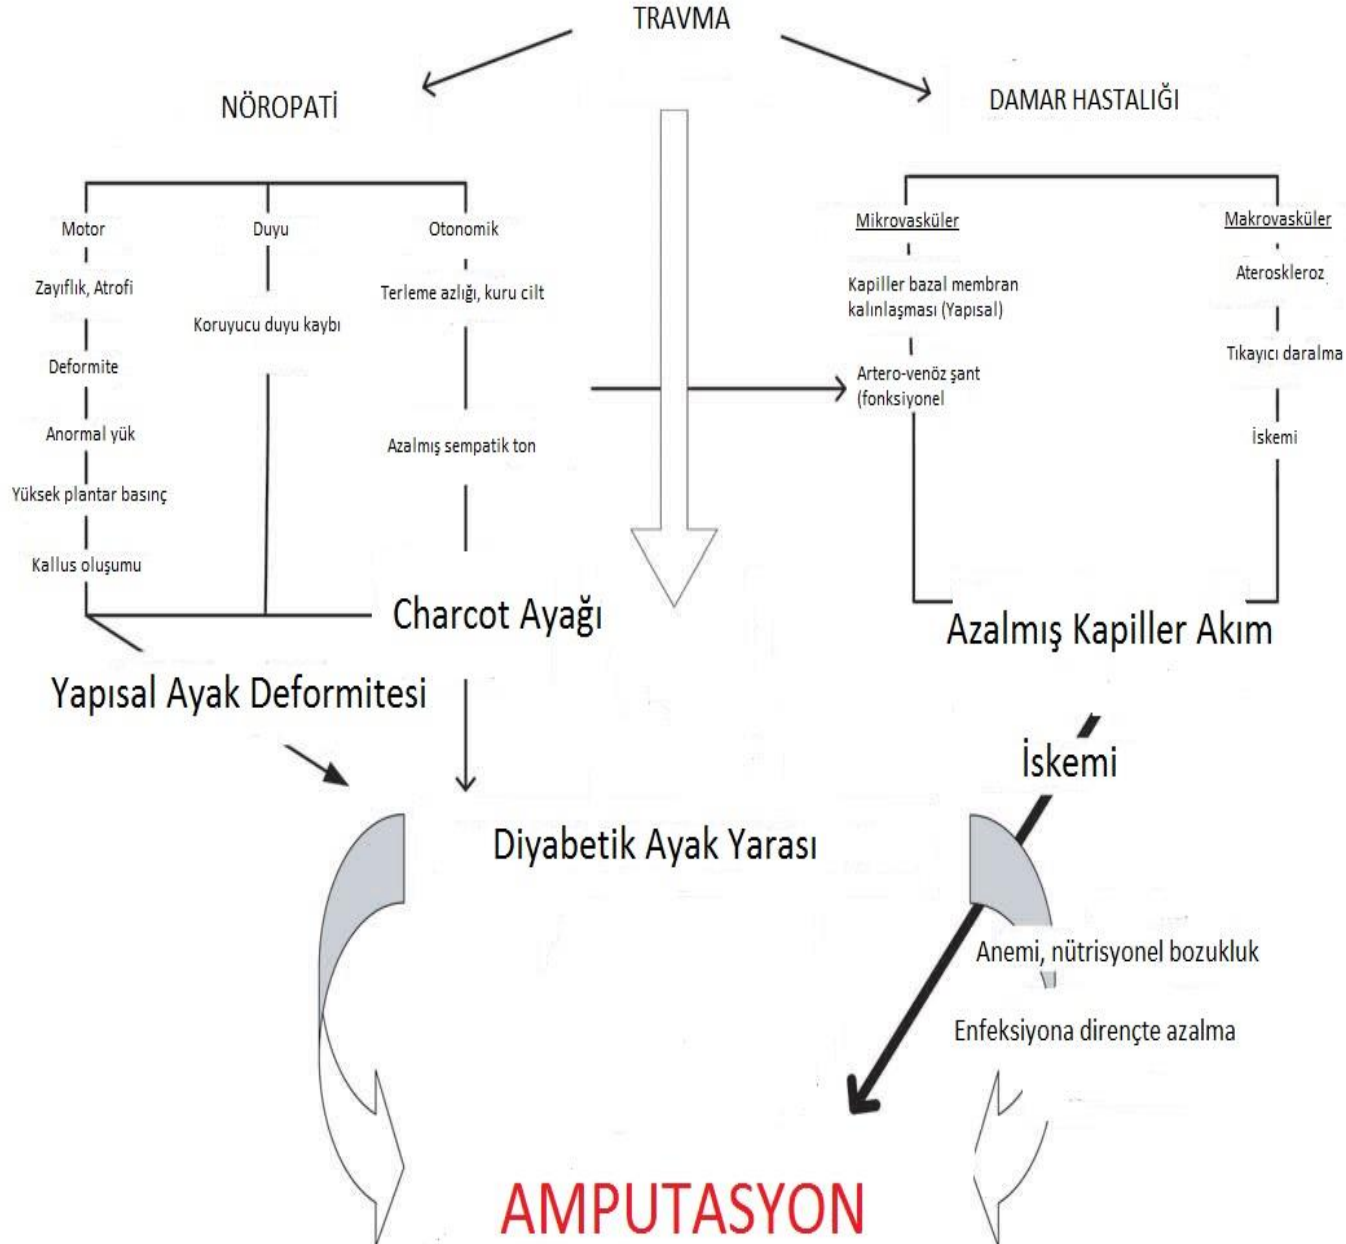 TRAVMA
NÖROPATİ
DAMAR HASTALIĞI
Motor
Duyu
Otonomik
Zayıflık, Atrofi
Koruyucu duyu kaybı
Terleme azlığı, kuru cilt
Deformite
Anormal yük
Azalmış sempatik ton
Yüksek plantar basınç
Kallus oluşumu
Mikrovasküler
Makrovasküler
Kapiller bazal membran
kalınlaşması (Yapısal)
Ateroskleroz
Artero-venöz şant
(fonksiyonel
Tıkayıcı daralma
İskemi
Charcot Ayağı
Azalmış Kapiller Akım
Yapısal Ayak Deformitesi
İskemi
Diyabetik Ayak Yarası
Anemi, nütrisyonel bozukluk
Enfeksiyona dirençte azalma
AMPUTASYON